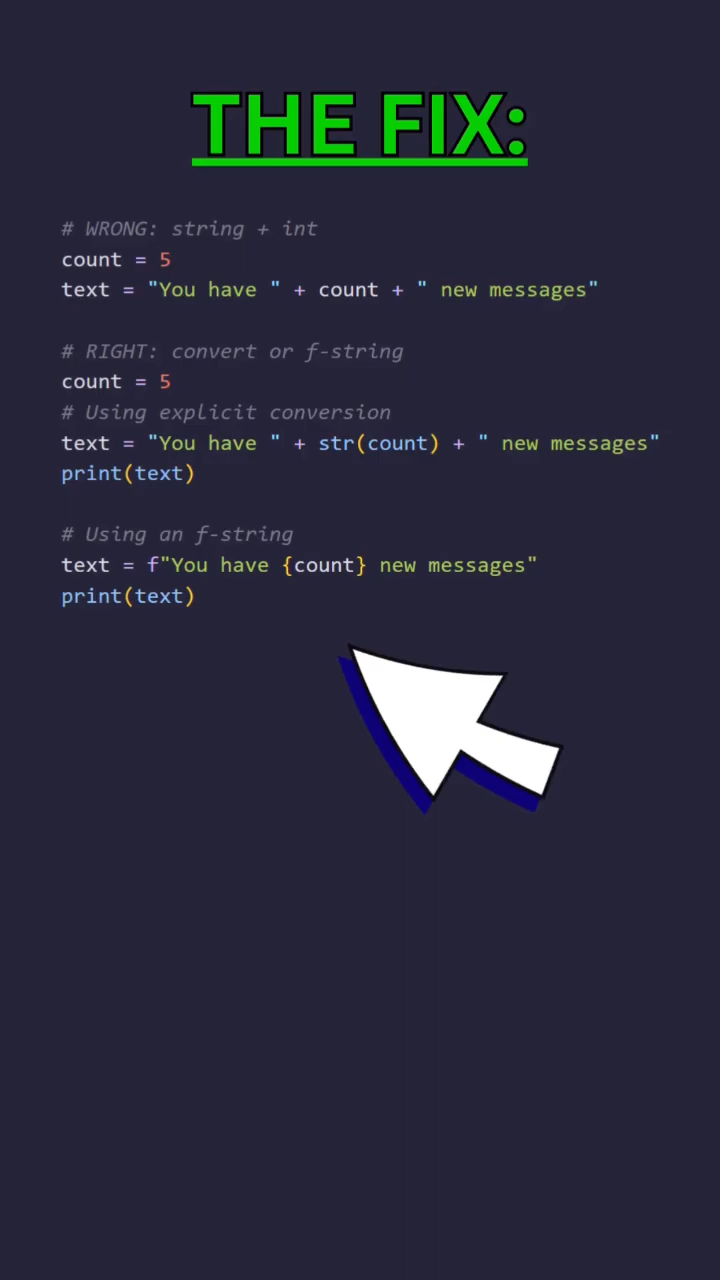 THE FIX:
# WRONG: string + int
count = 5
text = "You have " + count + " new messages"
# RIGHT: convert or f-string
count = 5
# Using explicit conversion
text = "You have " + str(count) + " new messages"
print(text)
# Using an f-string
text = f"You have {count} new messages"
print(text)